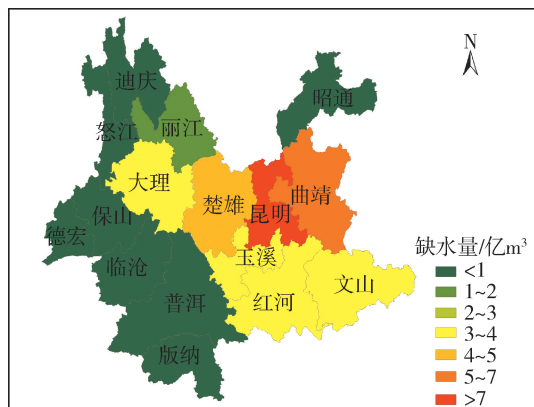 N
迪庆
昭通
怒江
丽江
大理
楚雄
昆明
曲靖
保山
德宏
临沧
玉溪
普洱
红河
文山
版纳
缺水量/亿m³
<1
1~2
2~3
3~4
4~5
5~7
>7